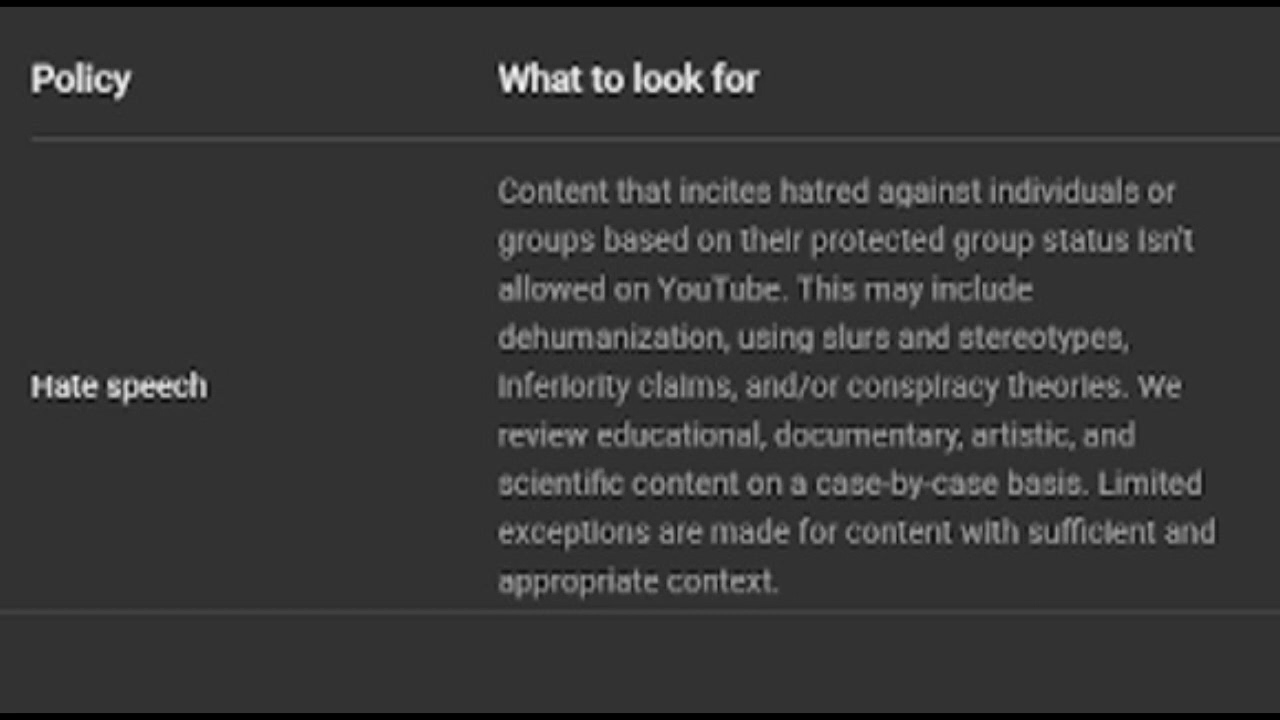 Policy
What to look for
Hate speech
Content that incites hatred against individuals or
groups based on their protected group status isn't
allowed on YouTube. This may include
dehumanization, using slurs and stereotypes,
inferiority claims, and/or conspiracy theories. We
review educational, documentary, artistic, and
scientific content on a case-by-case basis. Limited
exceptions are made for content with sufficient and
appropriate context.